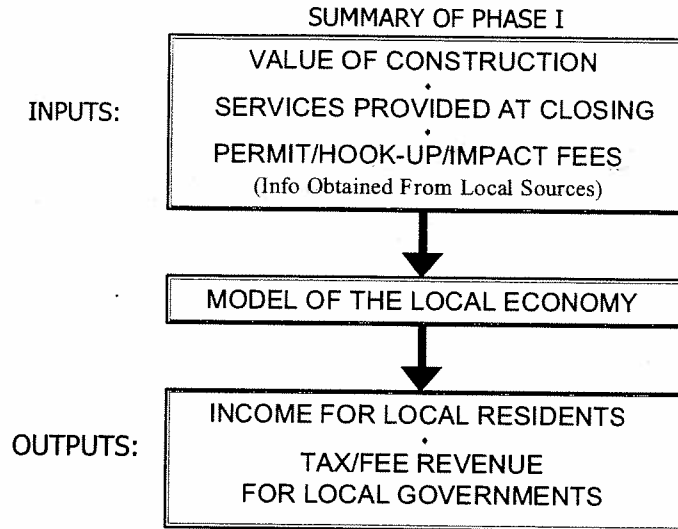 SUMMARY OF PHASE I
INPUTS:
VALUE OF CONSTRUCTION
SERVICES PROVIDED AT CLOSING
PERMIT/HOOK-UP/IMPACT FEES
(Info Obtained From Local Sources)
MODEL OF THE LOCAL ECONOMY
OUTPUTS:
INCOME FOR LOCAL RESIDENTS
TAX/FEE REVENUE
FOR LOCAL GOVERNMENTS